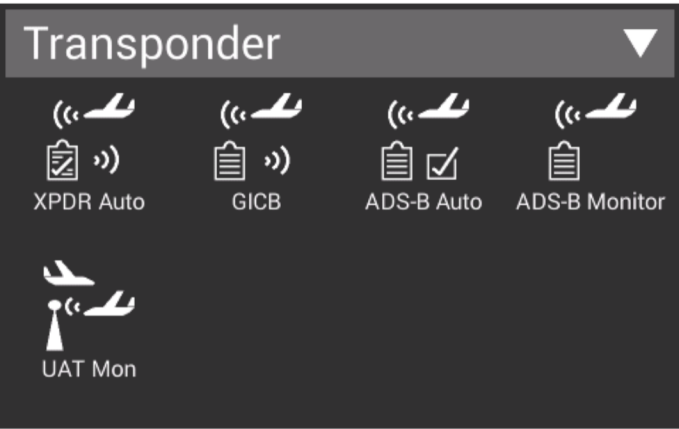 Transponder
XPDR Auto
GICB
ADS-B Auto
ADS-B Monitor
UAT Mon